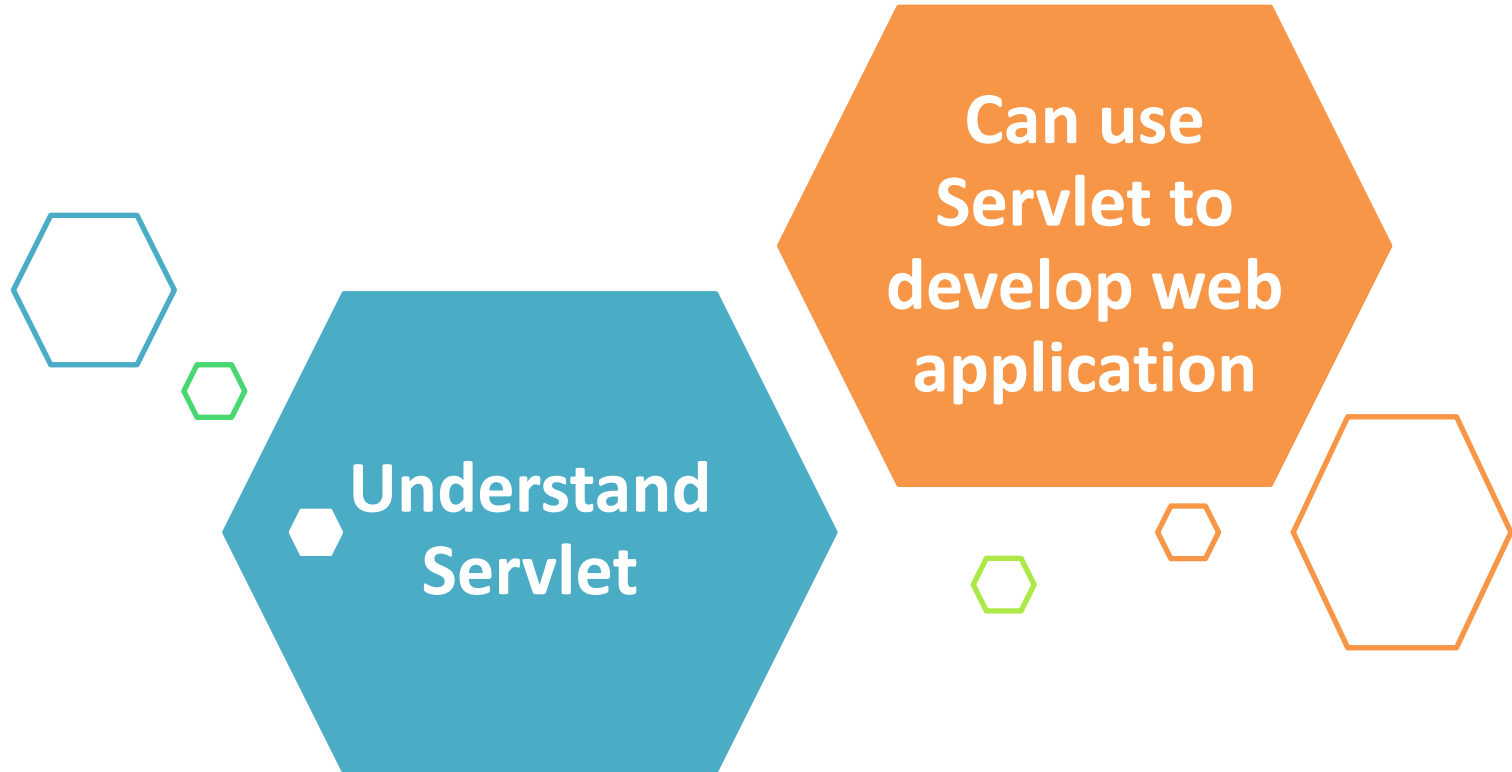 Can use
Servlet to
develop web
application
Understand
Servlet